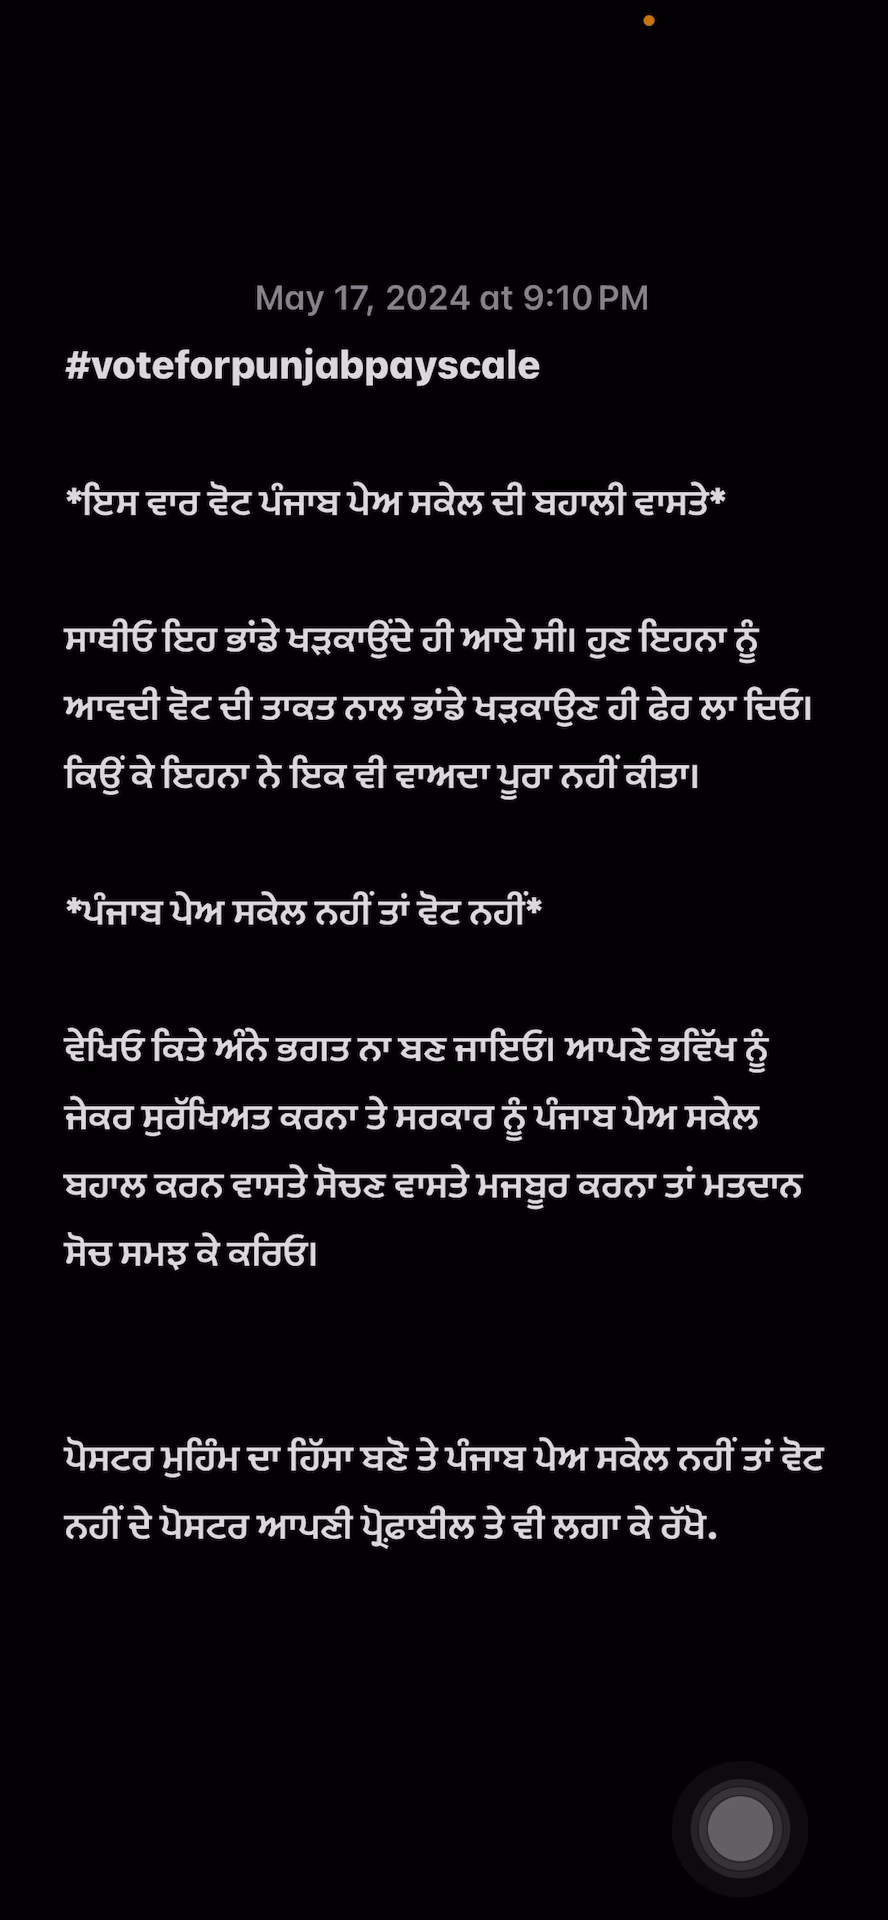 May 17, 2024 at 9:10 PM
#voteforpunjabpayscale
*ਇਸ ਵਾਰ ਵੋਟ ਪੰਜਾਬ ਪੇਅ ਸਕੇਲ ਦੀ ਬਹਾਲੀ ਵਾਸਤੇ*
ਸਾਥੀਓ ਇਹ ਭਾਂਡੇ ਖੜਕਾਉਂਦੇ ਹੀ ਆਏ ਸੀ। ਹੁਣ ਇਹਨਾ ਨੂੰ
ਆਵਦੀ ਵੋਟ ਦੀ ਤਾਕਤ ਨਾਲ ਭਾਂਡੇ ਖੜਕਾਉਣ ਹੀ ਫੇਰ ਲਾ ਦਿਓ।
ਕਿਉਂ ਕੇ ਇਹਨਾ ਨੇ ਇਕ ਵੀ ਵਾਅਦਾ ਪੂਰਾ ਨਹੀਂ ਕੀਤਾ।
*ਪੰਜਾਬ ਪੇਅ ਸਕੇਲ ਨਹੀਂ ਤਾਂ ਵੋਟ ਨਹੀਂ*
ਵੇਖਿਓ ਕਿਤੇ ਅੰਨੇ ਭਗਤ ਨਾ ਬਣ ਜਾਇਓ। ਆਪਣੇ ਭਵਿੱਖ ਨੂੰ
ਜੇਕਰ ਸੁਰੱਖਿਅਤ ਕਰਨਾ ਤੇ ਸਰਕਾਰ ਨੂੰ ਪੰਜਾਬ ਪੇਅ ਸਕੇਲ
ਬਹਾਲ ਕਰਨ ਵਾਸਤੇ ਸੋਚਣ ਵਾਸਤੇ ਮਜਬੂਰ ਕਰਨਾ ਤਾਂ ਮਤਦਾਨ
ਸੋਚ ਸਮਝ ਕੇ ਕਰਿਓ।
ਪੋਸਟਰ ਮੁਹਿੰਮ ਦਾ ਹਿੱਸਾ ਬਣੋ ਤੇ ਪੰਜਾਬ ਪੇਅ ਸਕੇਲ ਨਹੀਂ ਤਾਂ ਵੋਟ
ਨਹੀਂ ਦੇ ਪੋਸਟਰ ਆਪਣੀ ਪ੍ਰੋਫ਼ਾਈਲ ਤੇ ਵੀ ਲਗਾ ਕੇ ਰੱਖੋ.